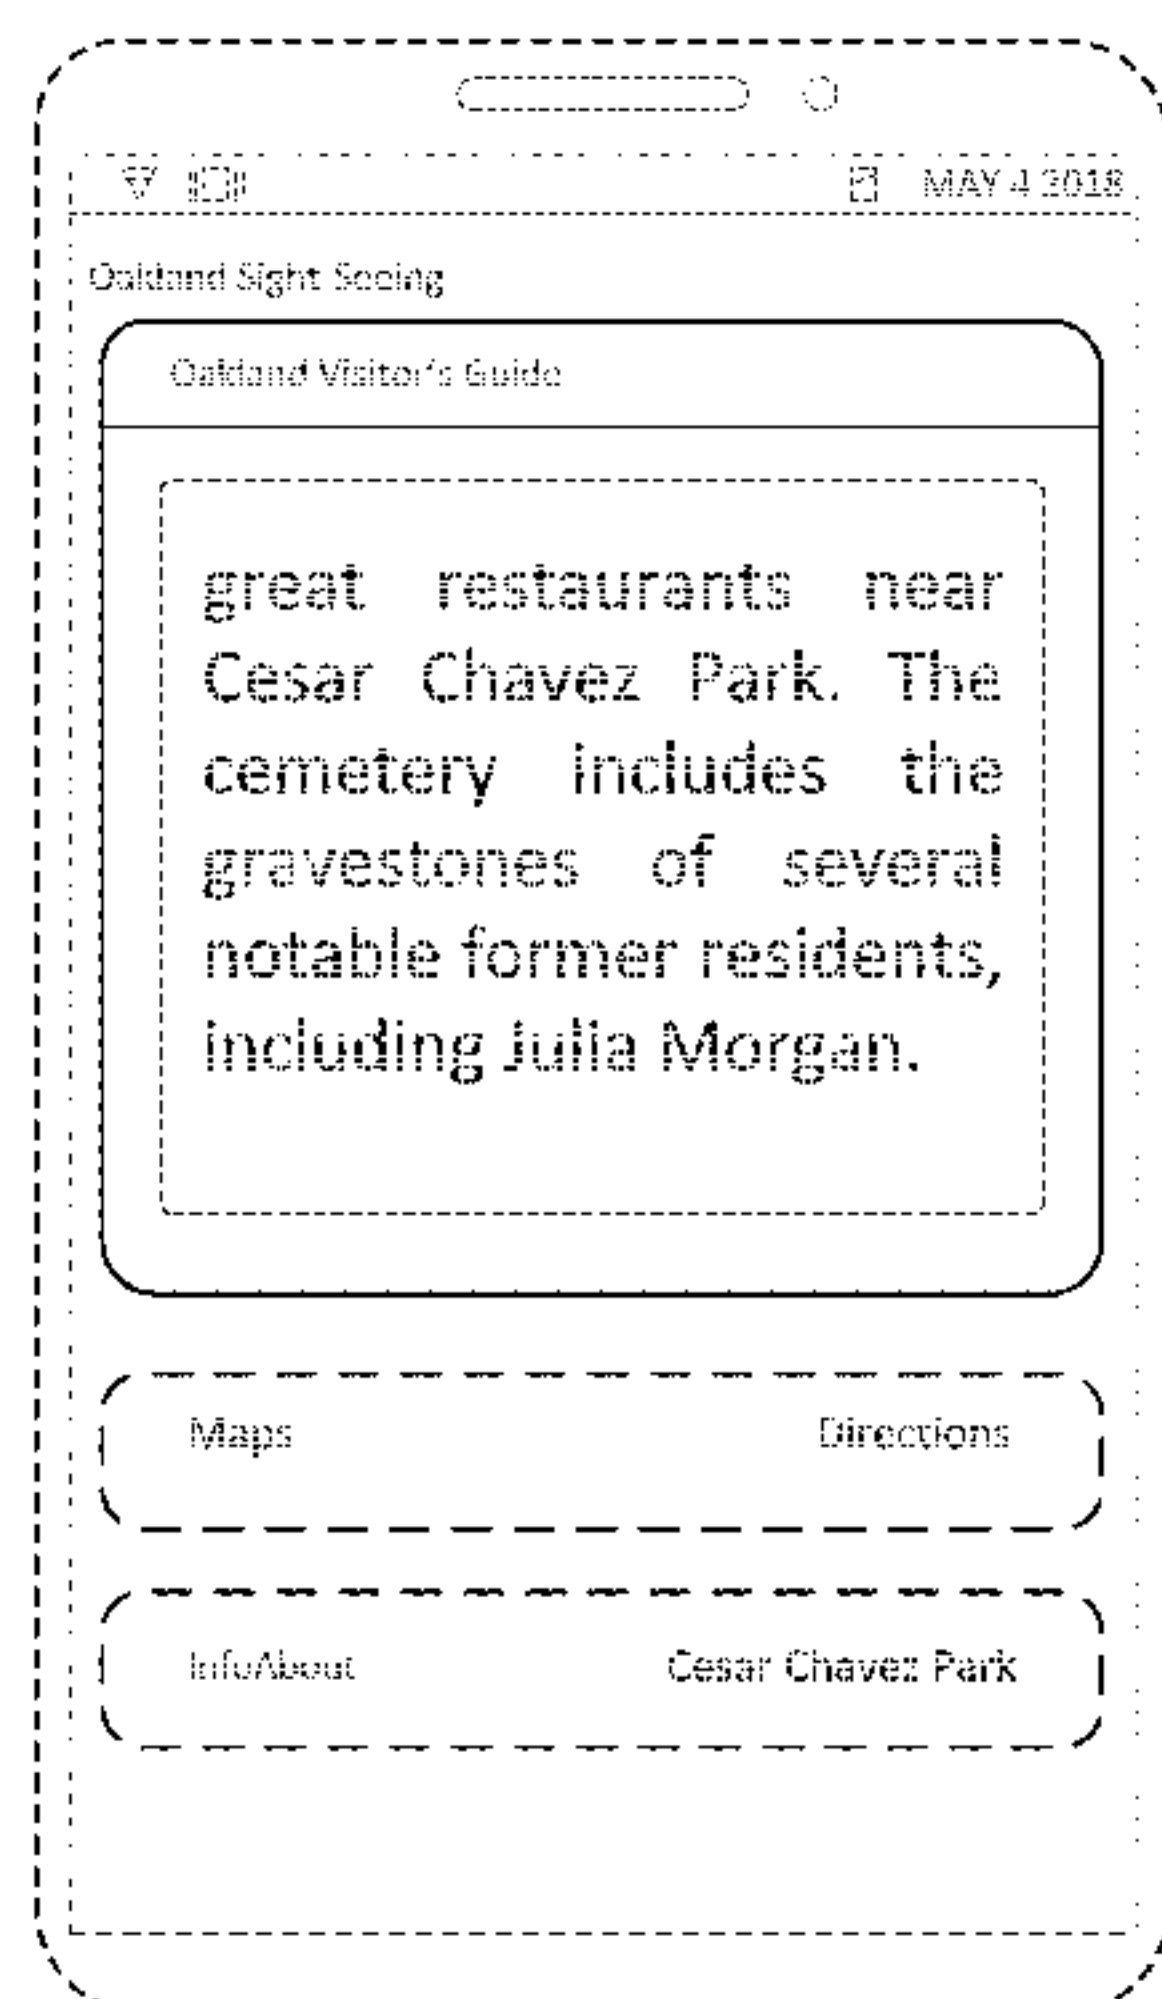 MAY 4 2018
Oakland Sight Seeing
Oakland Visitor's Guide
great restaurants near
Cesar Chavez Park. The
cemetery includes the
gravestones of several
notable former residents,
including Julia Morgan.
Maps Directions
InfoAbout Cesar Chavez Park